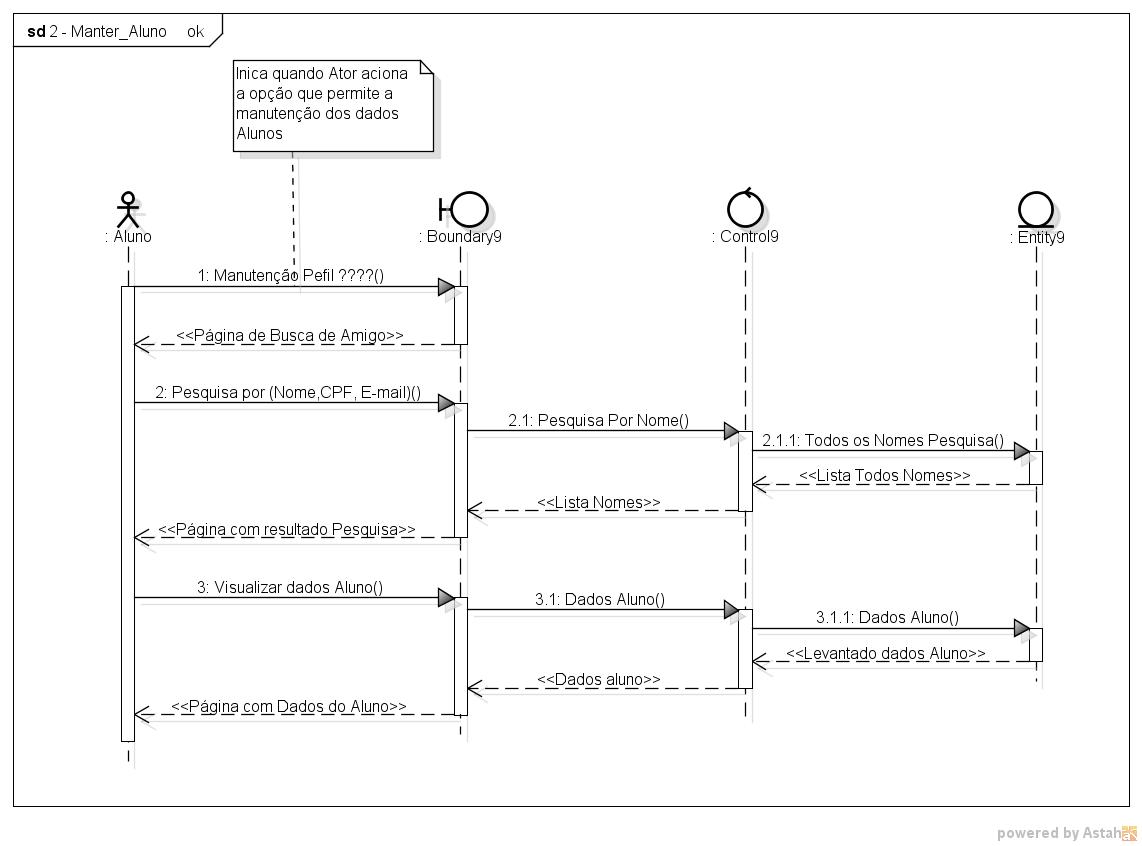 sd 2 - Manter_Aluno ok
Inica quando Ator aciona
a opção que permite a
manutenção dos dados
Alunos
: Aluno
: Boundary9
: Control9
: Entity9
1: Manutenção Pefil ????()
<<Página de Busca de Amigo>>
2: Pesquisa por (Nome,CPF, E-mail)()
2.1: Pesquisa Por Nome()
2.1.1: Todos os Nomes Pesquisa()
<<Lista Todos Nomes>>
<<Lista Nomes>>
<<Página com resultado Pesquisa>>
3: Visualizar dados Aluno()
3.1: Dados Aluno()
3.1.1: Dados Aluno()
<<Levantado dados Aluno>>
<<Dados aluno>>
<<Página com Dados do Aluno>>
powered by Astah